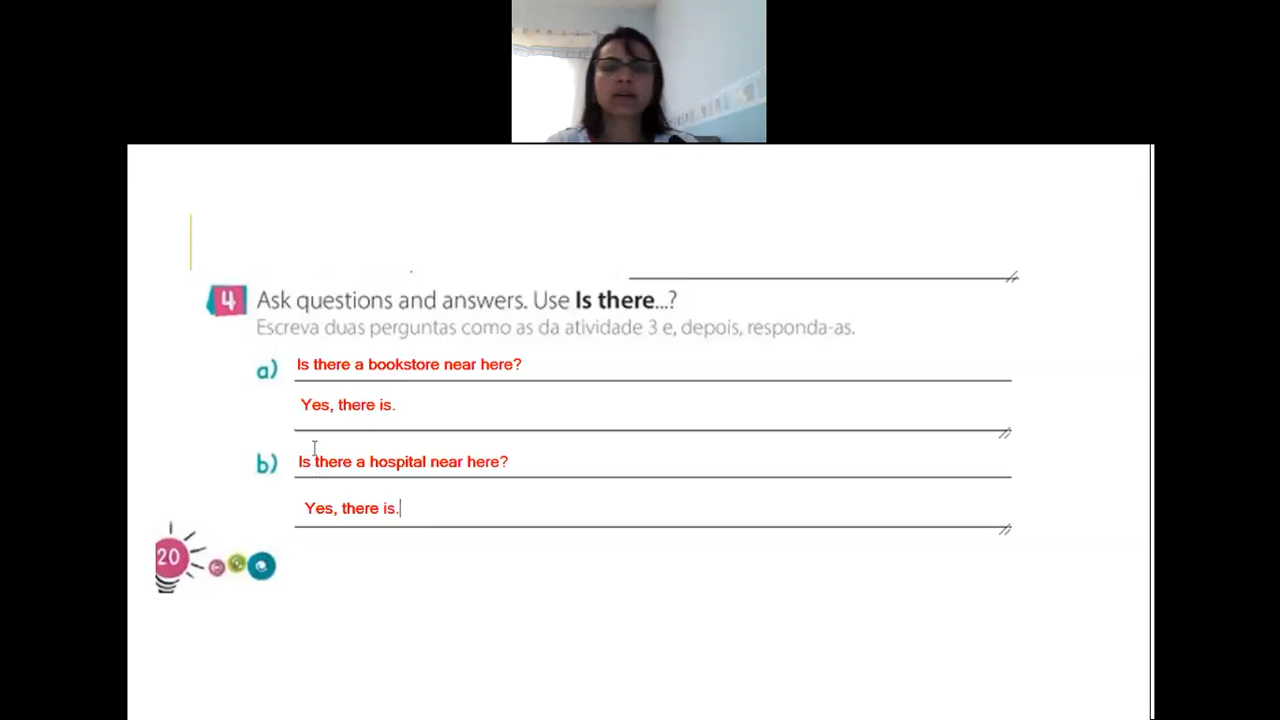 4 Ask questions and answers. Use Is there...?
Escreva duas perguntas como as da atividade 3 e, depois, responda-as.
a) Is there a bookstore near here?
Yes, there is.
b) Is there a hospital near here?
Yes, there is.
20